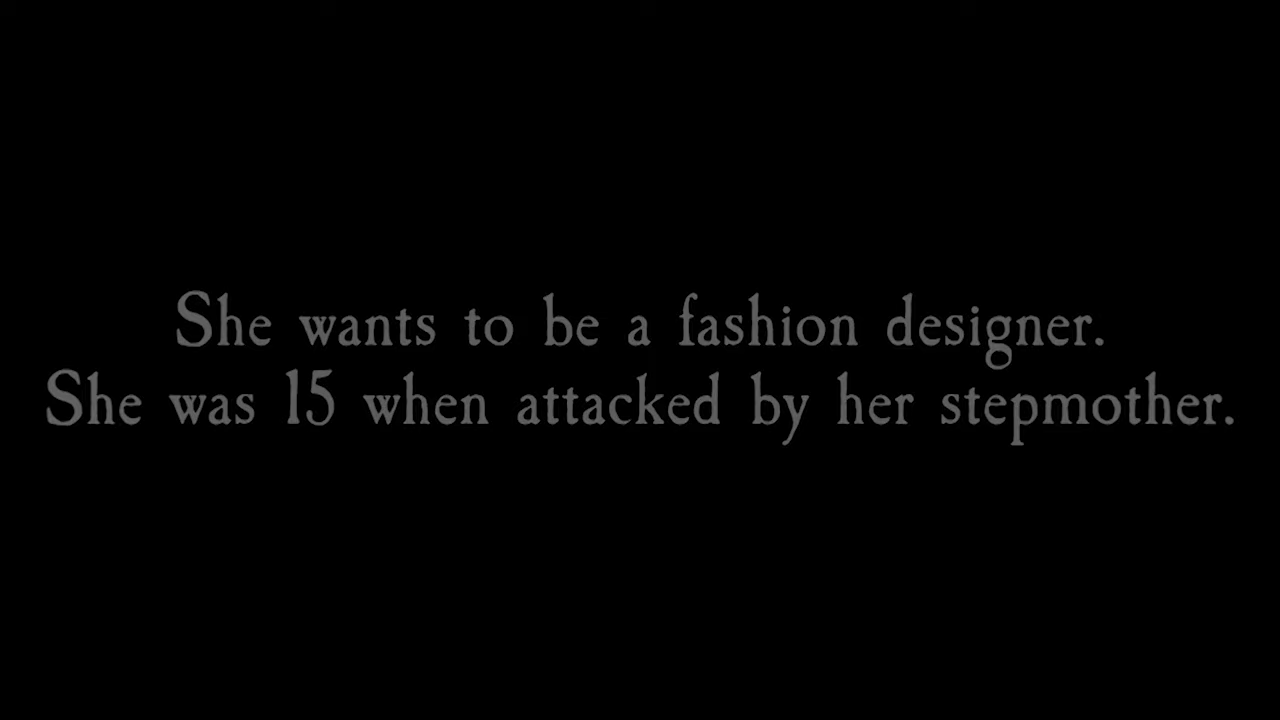 She wants to be a fashion designer.
She was 15 when attacked by her stepmother.